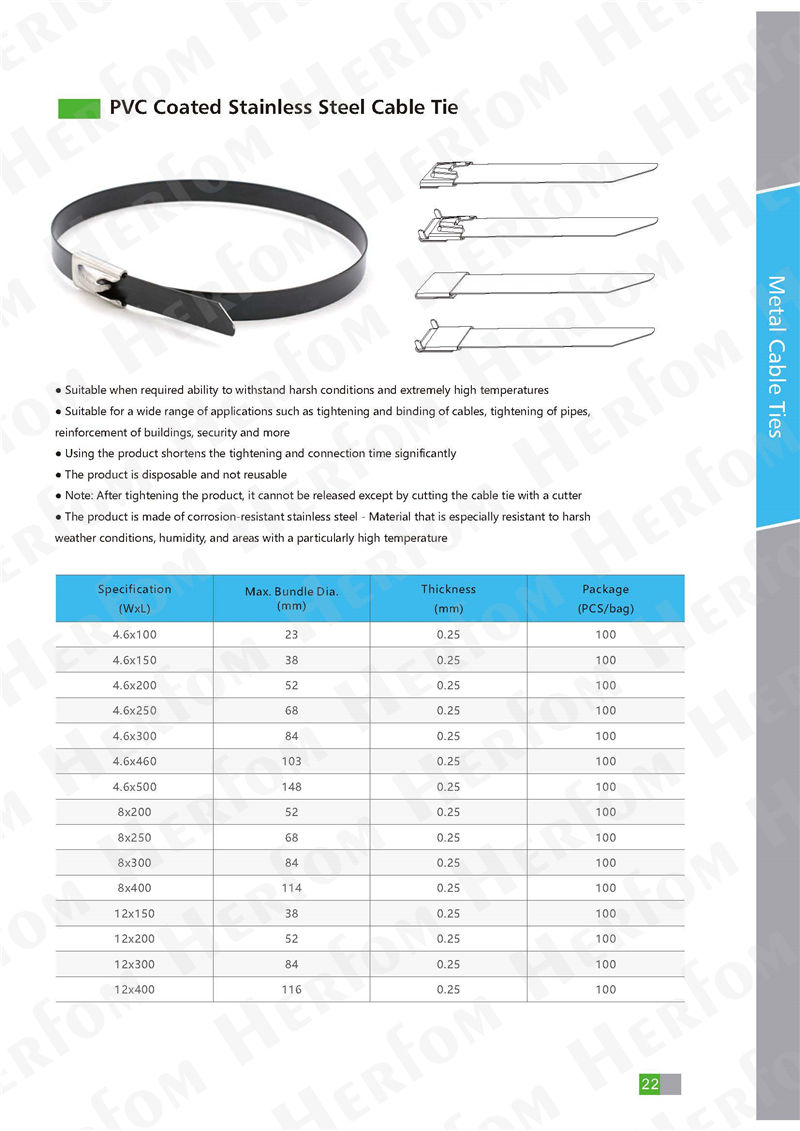 PVC Coated Stainless Steel Cable Tie
● Suitable when required ability to withstand harsh conditions and extremely high temperatures
● Suitable for a wide range of applications such as tightening and binding of cables, tightening of pipes,
reinforcement of buildings, security and more
● Using the product shortens the tightening and connection time significantly
● The product is disposable and not reusable
● Note: After tightening the product, it cannot be released except by cutting the cable tie with a cutter
● The product is made of corrosion-resistant stainless steel - Material that is especially resistant to harsh
weather conditions, humidity, and areas with a particularly high temperature
Specification (WxL) Max. Bundle Dia. (mm) Thickness (mm) Package (PCS/bag)
4.6x100 23 0.25 100
4.6x150 38 0.25 100
4.6x200 52 0.25 100
4.6x250 68 0.25 100
4.6x300 84 0.25 100
4.6x460 103 0.25 100
4.6x500 148 0.25 100
8x200 52 0.25 100
8x250 68 0.25 100
8x300 84 0.25 100
8x400 114 0.25 100
12x150 38 0.25 100
12x200 52 0.25 100
12x300 84 0.25 100
12x400 116 0.25 100
Metal Cable Ties
22
HERFOM